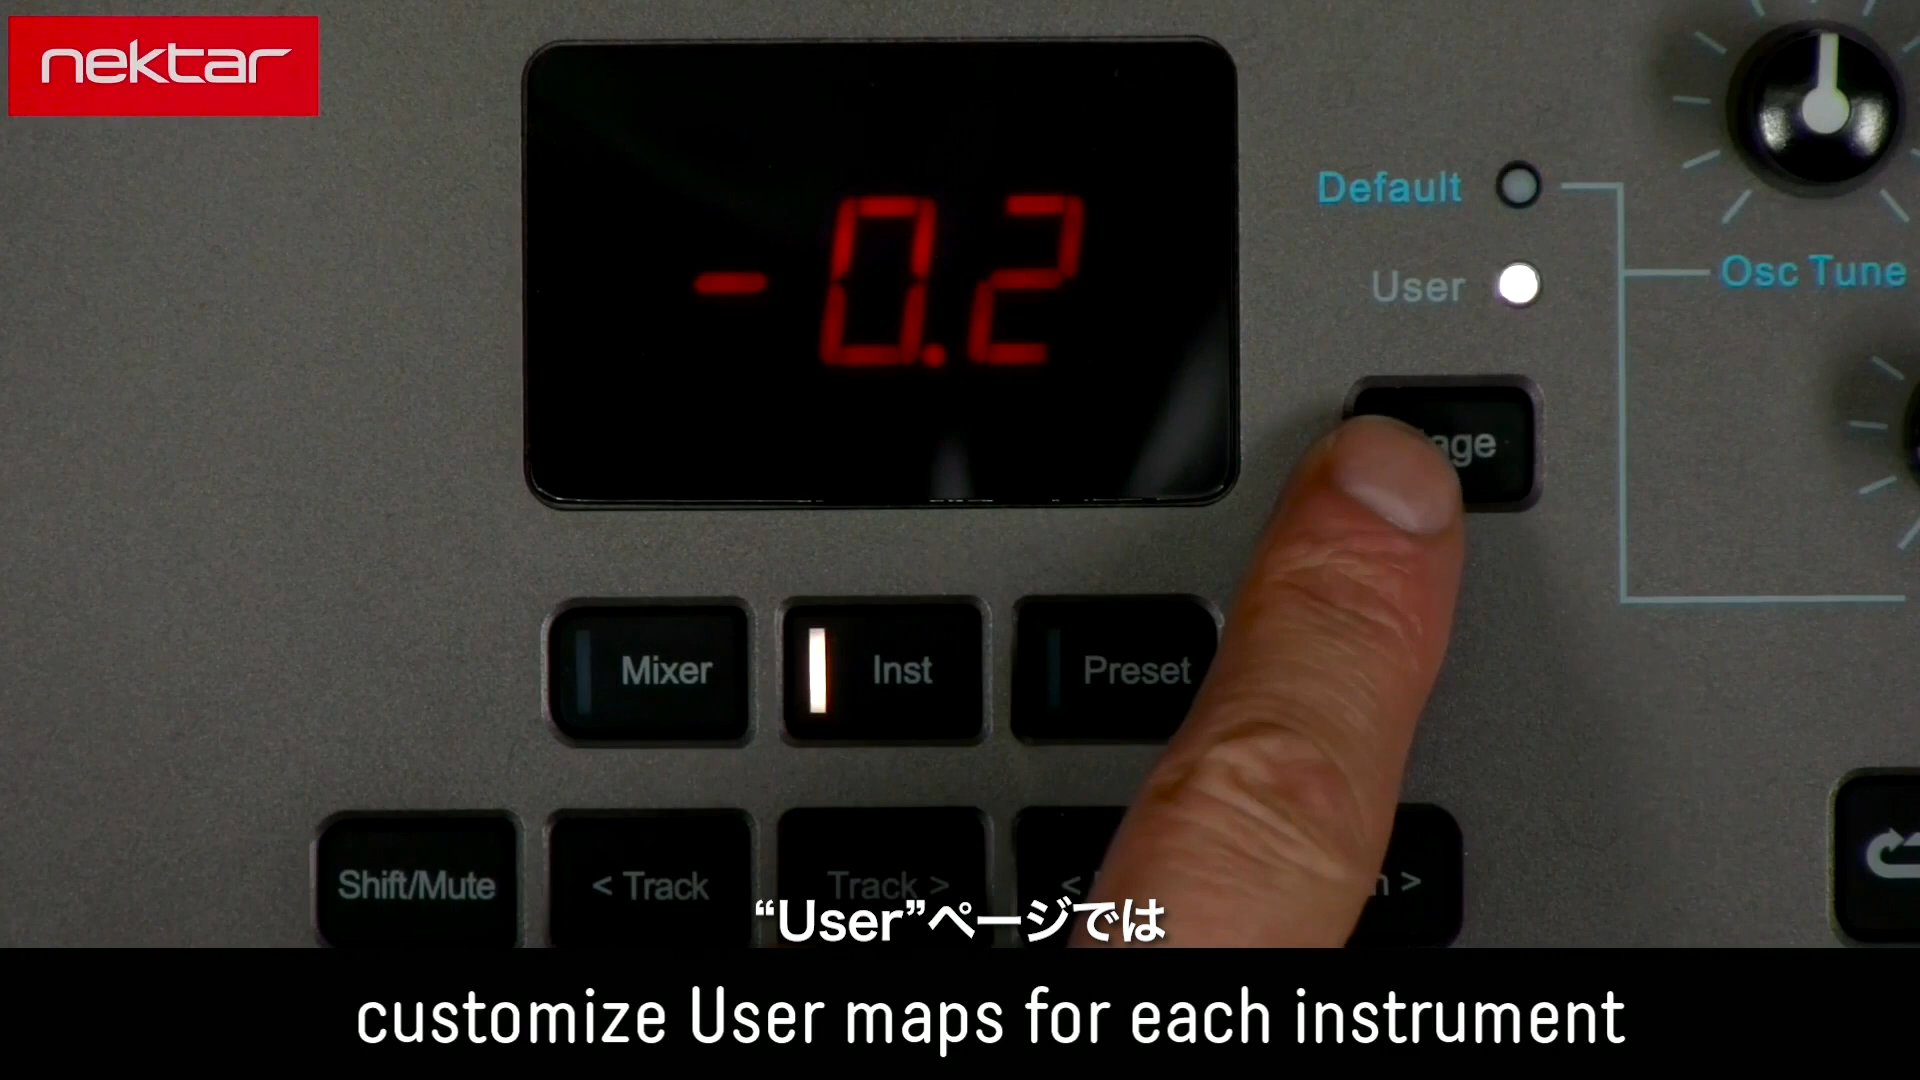 nektar
-0.2
Default
User
Osc Tune
Mixer
Inst
Preset
Shift/Mute
< Track
Track >
<
>
“User”ページでは
customize User maps for each instrument